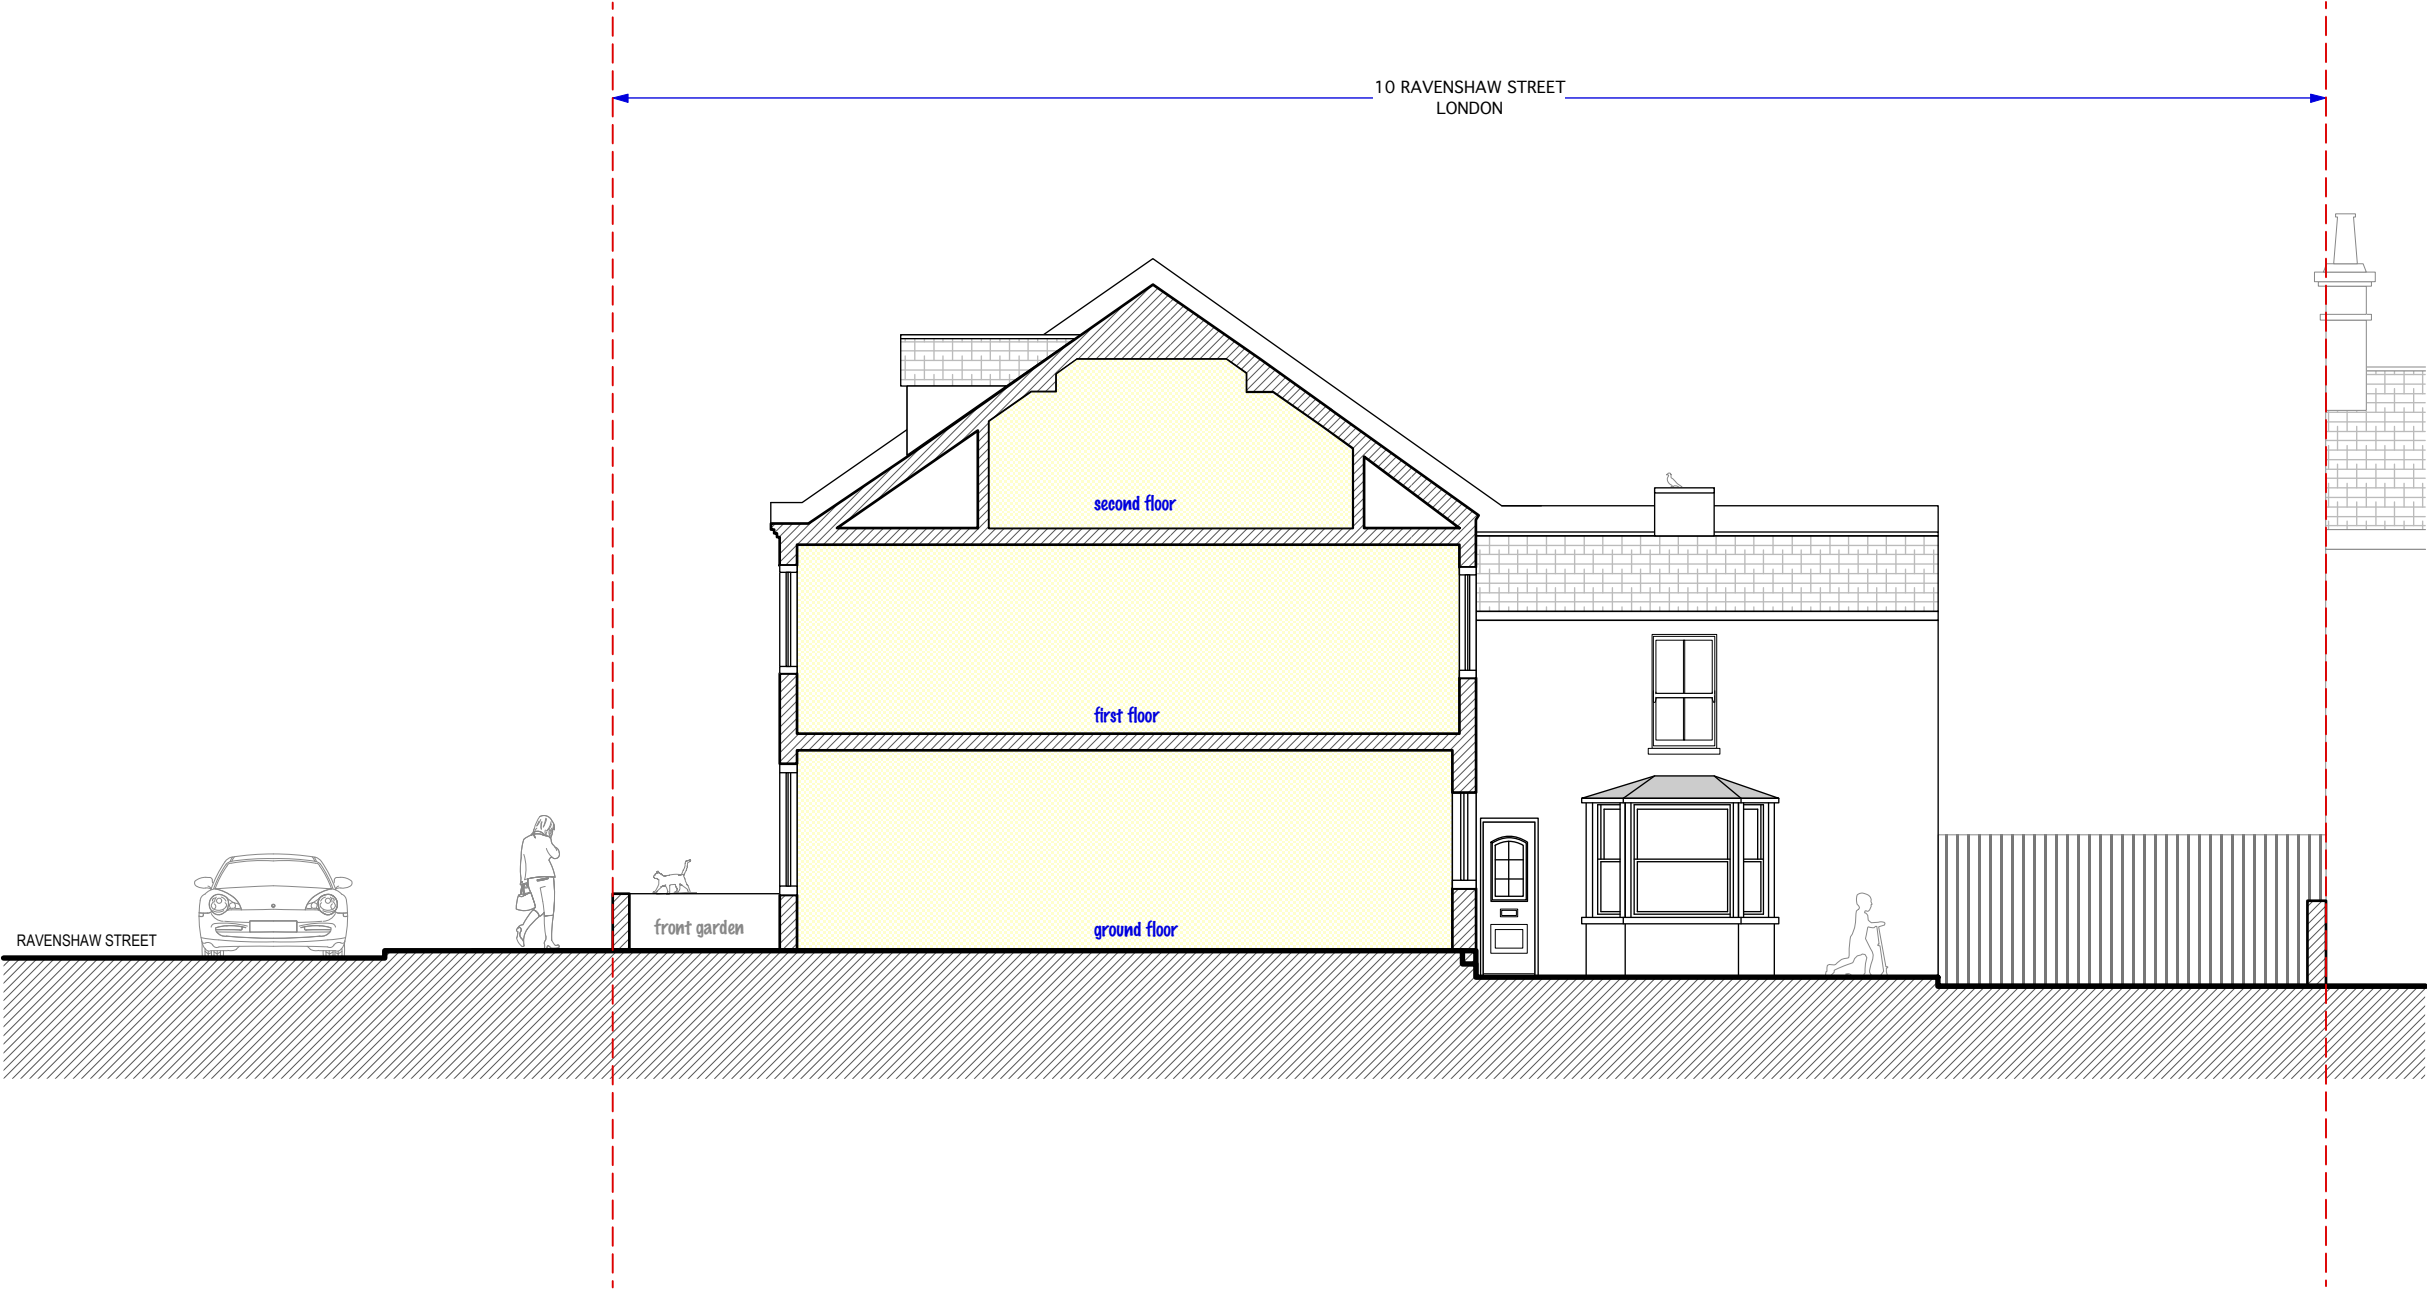 10 RAVENSHAW STREET
LONDON
second floor
first floor
front garden
ground floor
RAVENSHAW STREET